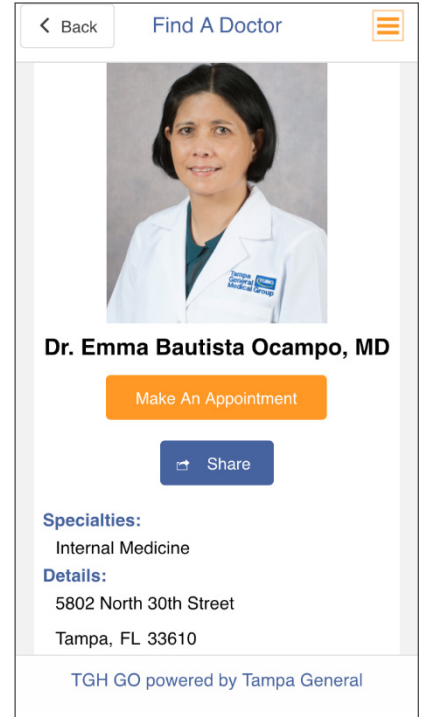 Back
Find A Doctor
Tampa
General
Medical Group
TGMG
Dr. Emma Bautista Ocampo, MD
Make An Appointment
Share
Specialties:
Internal Medicine
Details:
5802 North 30th Street
Tampa, FL 33610
TGH GO powered by Tampa General